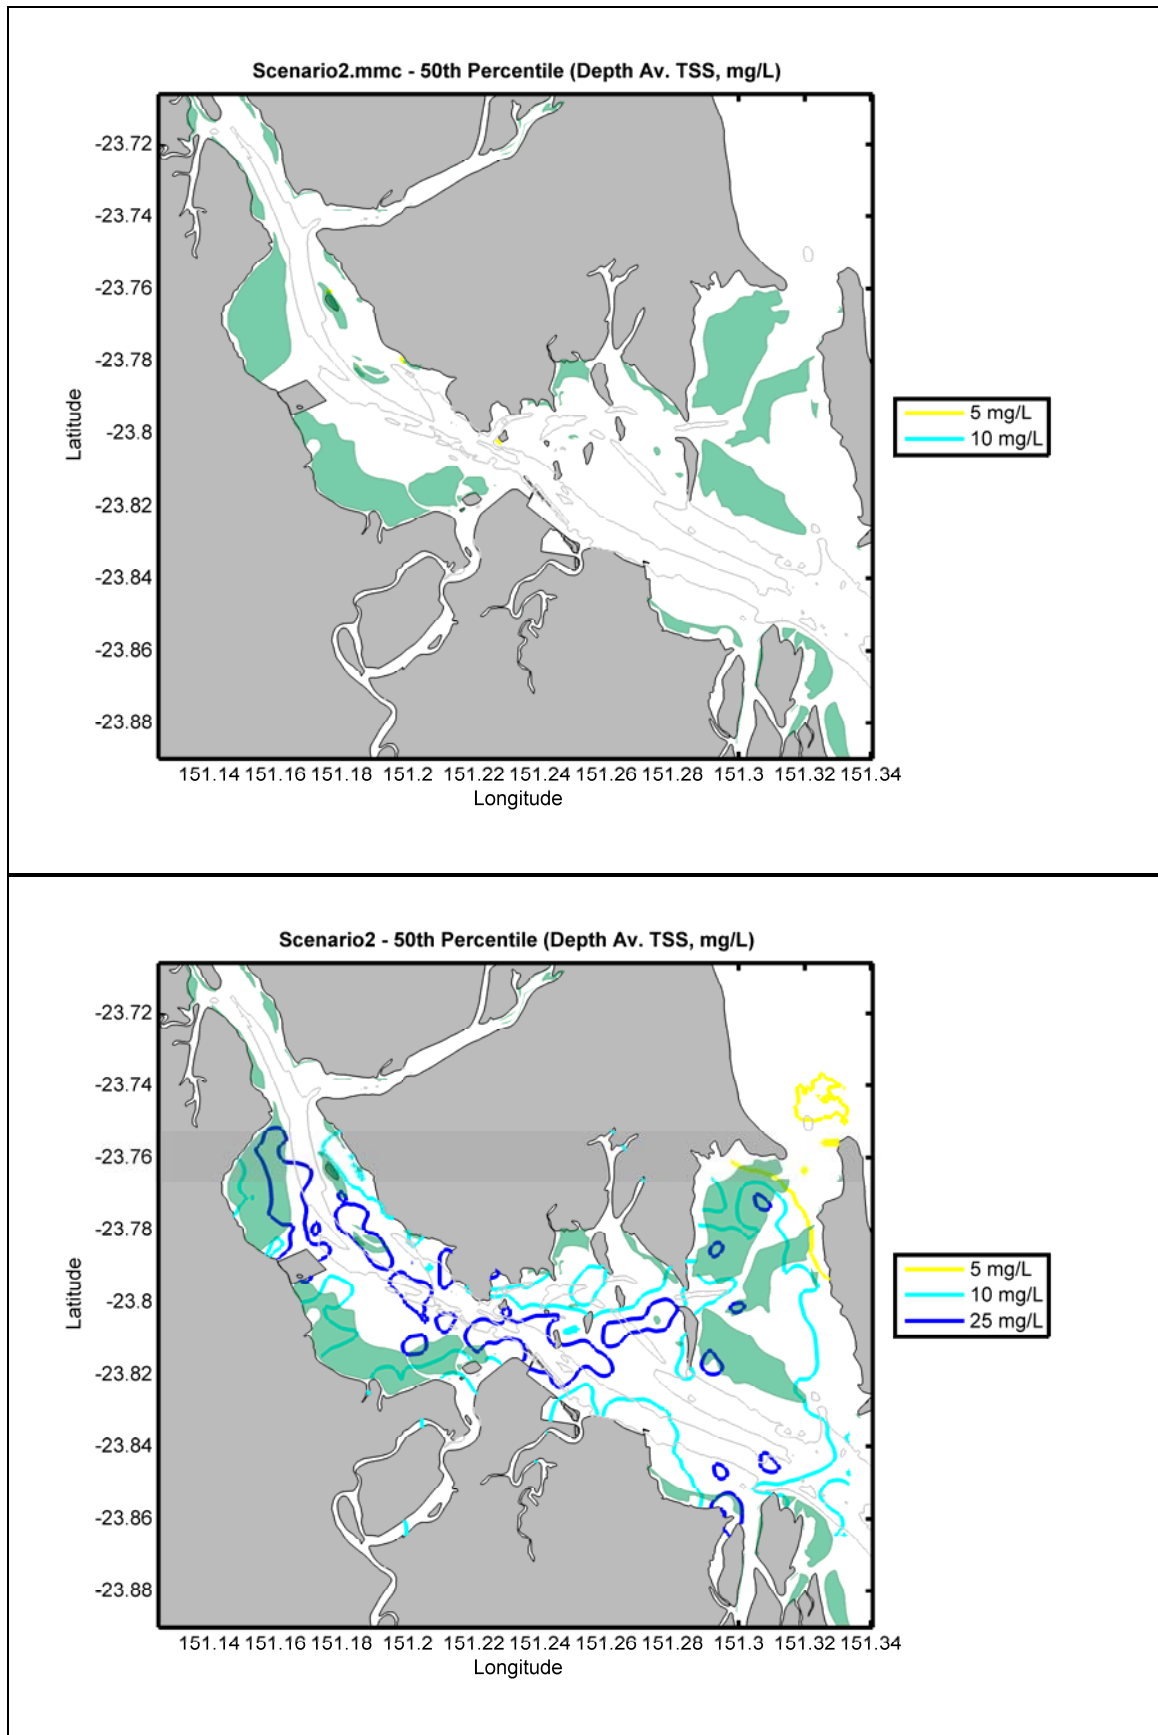 Scenario2.mmc - 50th Percentile (Depth Av. TSS, mg/L)
-23.72
-23.74
-23.76
-23.78
-23.8
-23.82
-23.84
-23.86
-23.88
Latitude
151.14 151.16 151.18 151.2 151.22 151.24 151.26 151.28 151.3 151.32 151.34
Longitude
5 mg/L
10 mg/L
Scenario2 - 50th Percentile (Depth Av. TSS, mg/L)
-23.72
-23.74
-23.76
-23.78
-23.8
-23.82
-23.84
-23.86
-23.88
Latitude
151.14 151.16 151.18 151.2 151.22 151.24 151.26 151.28 151.3 151.32 151.34
Longitude
5 mg/L
10 mg/L
25 mg/L